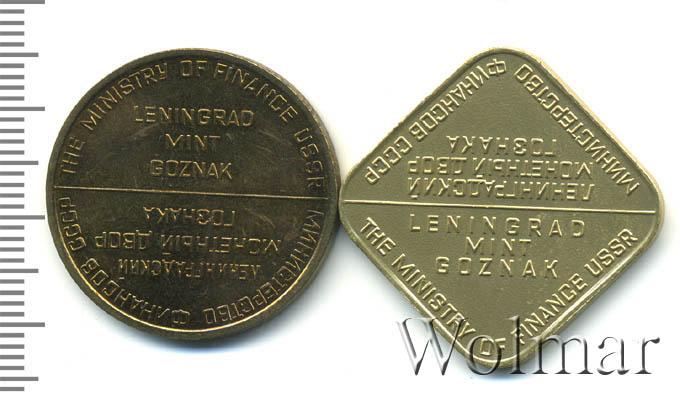 THE MINISTRY OF FINANCE USSR
LENINGRAD
MINT
GOZNAK
ЛЕНИНГРАДСКИЙ
МОНЕТНЫЙ ДВОР
ГОЗНАКА
МИНИСТЕРСТВО ФИНАНСОВ СССР
МИНИСТЕРСТВО ФИНАНСОВ СССР
ЛЕНИНГРАДСКИЙ
МОНЕТНЫЙ ДВОР
ГОЗНАКА
LENINGRAD
MINT
GOZNAK
THE MINISTRY OF FINANCE USSR
Wolmar